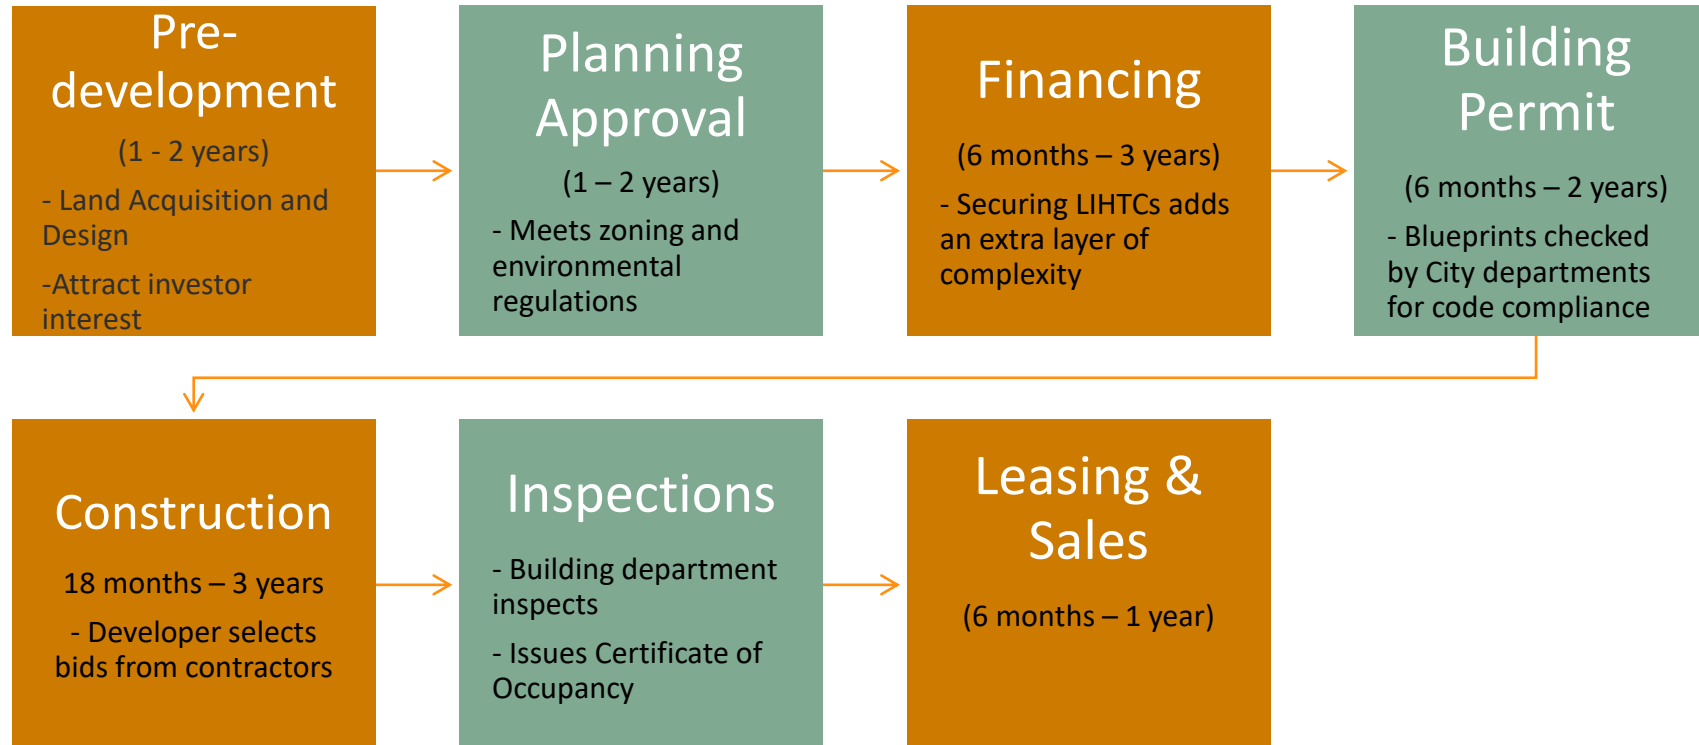 Pre-
development
(1 - 2 years)
- Land Acquisition and
Design
-Attract investor
interest
Planning
Approval
(1 – 2 years)
- Meets zoning and
environmental
regulations
Financing
(6 months – 3 years)
- Securing LIHTCs adds
an extra layer of
complexity
Building
Permit
(6 months – 2 years)
- Blueprints checked
by City departments
for code compliance
Construction
18 months – 3 years
- Developer selects
bids from contractors
Inspections
- Building department
inspects
- Issues Certificate of
Occupancy
Leasing &
Sales
(6 months – 1 year)